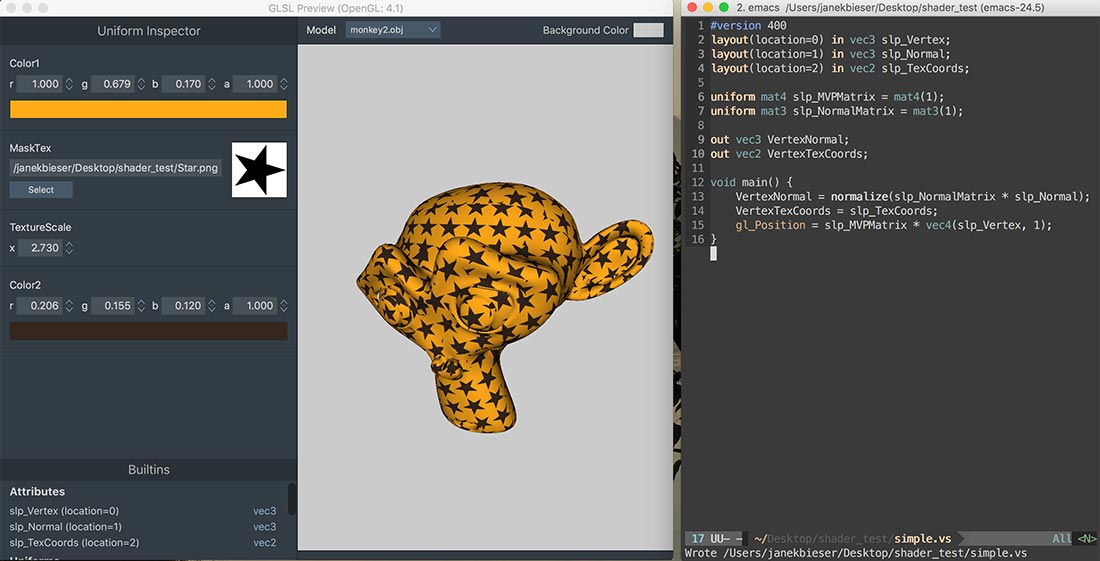 GLSL Preview (OpenGL: 4.1)
Uniform Inspector
Model monkey2.obj Background Color
Color1
r 1.000 g 0.679 b 0.170 a 1.000
MaskTex
/janekbieser/Desktop/shader_test/Star.png
Select
TextureScale
x 2.730
Color2
r 0.206 g 0.155 b 0.120 a 1.000
Builtins
Attributes
slp_Vertex (location=0) vec3
slp_Normal (location=1) vec3
slp_TexCoords (location=2) vec2
Uniforms
2. emacs /Users/janekbieser/Desktop/shader_test (emacs-24.5)
1 #version 400
2 layout(location=0) in vec3 slp_Vertex;
3 layout(location=1) in vec3 slp_Normal;
4 layout(location=2) in vec2 slp_TexCoords;
5
6 uniform mat4 slp_MVPMatrix = mat4(1);
7 uniform mat3 slp_NormalMatrix = mat3(1);
8
9 out vec3 VertexNormal;
10 out vec2 VertexTexCoords;
11
12 void main() {
13 VertexNormal = normalize(slp_NormalMatrix * slp_Normal);
14 VertexTexCoords = slp_TexCoords;
15 gl_Position = slp_MVPMatrix * vec4(slp_Vertex, 1);
16 }
17 UU- — ~/Desktop/shader_test/simple.vs All <N>
Wrote /Users/janekbieser/Desktop/shader_test/simple.vs